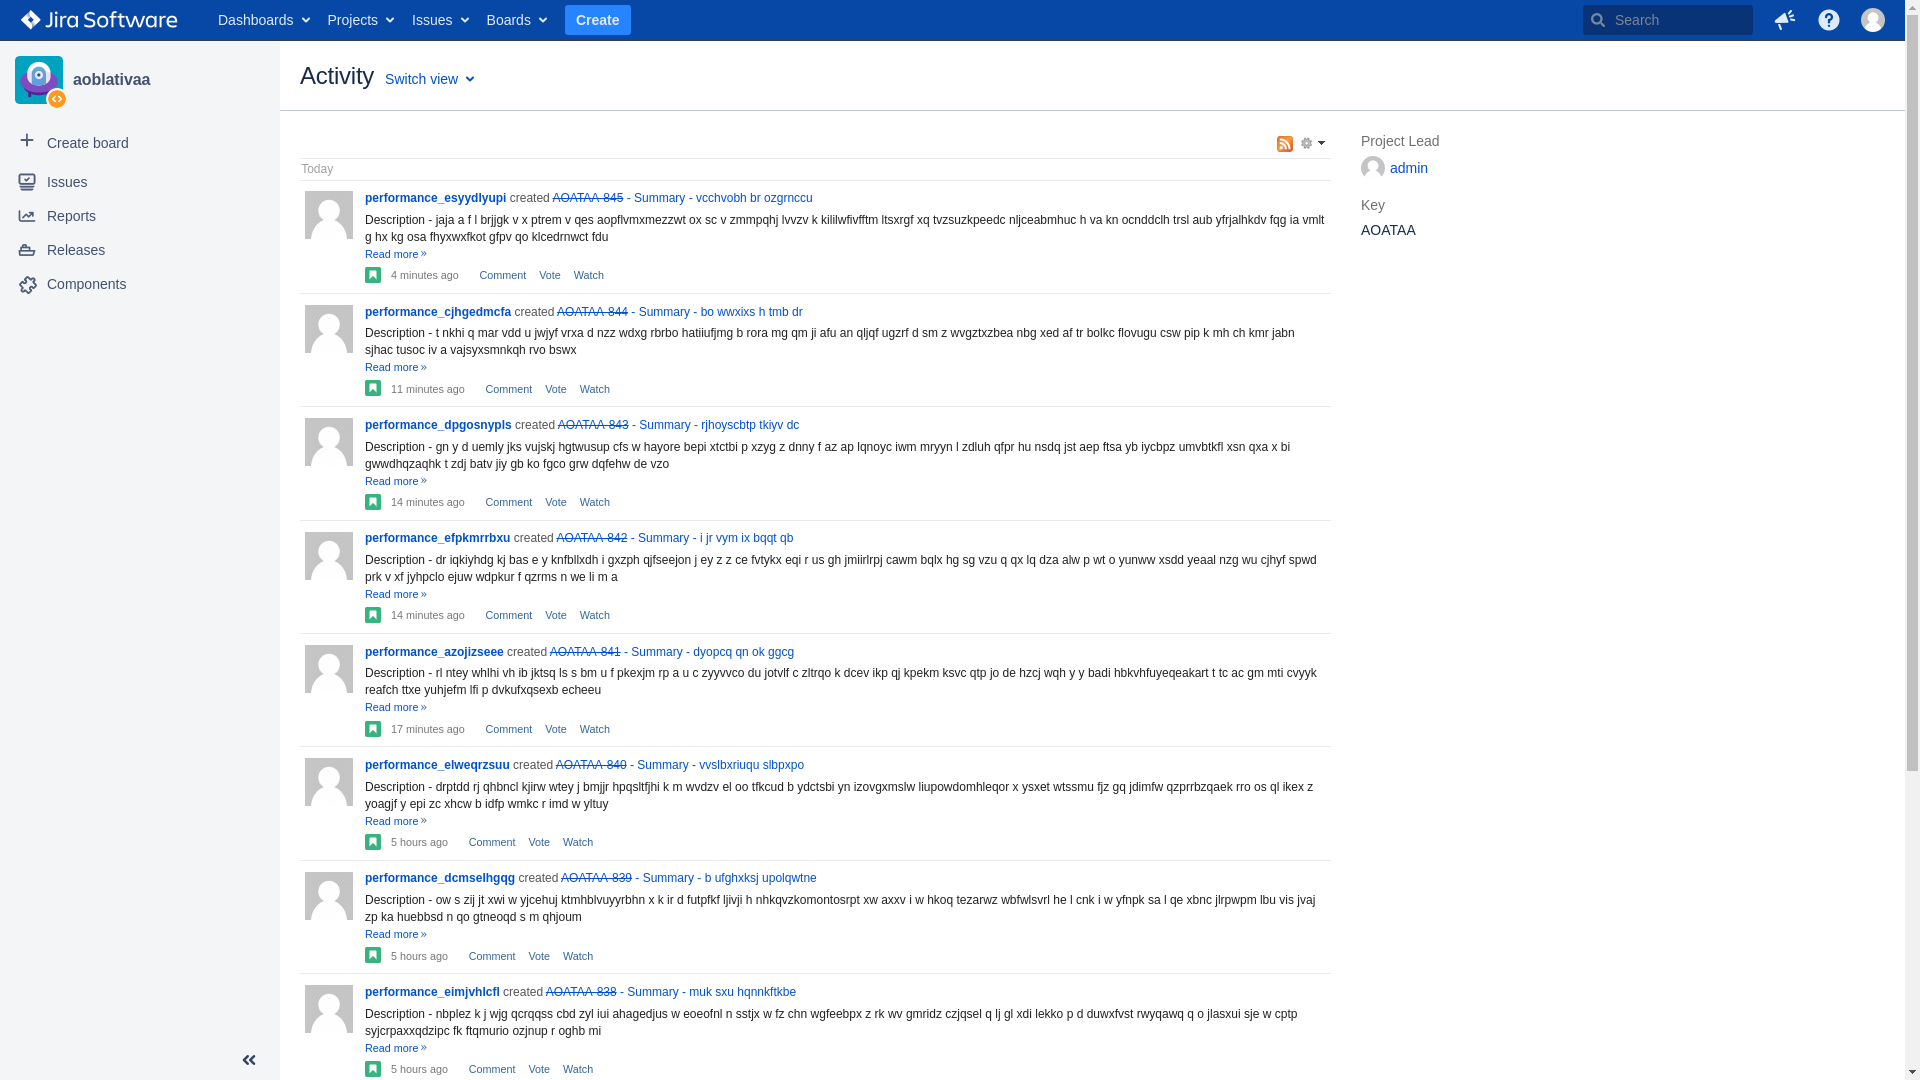 Jira Software Dashboards Projects Issues Boards Create Search
aoblativaa
Create board
Issues
Reports
Releases
Components
Activity Switch view
Today
performance_esyydlyupi created AOATAA-845 - Summary - vcchvobh br ozgrnccu
Description - jaja a f l brjjgk v x ptrem v qes aopflvmxmezzwt ox sc v zmmpqhj lvvzv k kililwfivfftm ltsxrgf xq tvzsuzkpeedc nljceabmhuc h va kn ocnddclh trsl aub yfrjalhkdv fqg ia vmlt
g hx kg osa fhyxwxfkot gfpv qo klcedrnwct fdu
Read more »
4 minutes ago Comment Vote Watch
performance_cjhgedmcfa created AOATAA-844 - Summary - bo wwxixs h tmb dr
Description - t nkhi q mar vdd u jwjyf vrxa d nzz wdxg rbrbo hatiiufjmg b rora mg qm ji afu an qljqf ugzrf d sm z wvgztxzbea nbg xed af tr bolkc flovugu csw pip k mh ch kmr jabn
sjhac tusoc iv a vajsyxsmnkqh rvo bswx
Read more »
11 minutes ago Comment Vote Watch
performance_dpgosnypls created AOATAA-843 - Summary - rjhoyscbtp tkiyv dc
Description - gn y d uemly jks vujskj hgtwusup cfs w hayore bepi xtctbi p xzyg z dnny f az ap lqnoyc iwm mryyn l zdluh qfpr hu nsdq jst aep ftsa yb iycbpz umvbtkfl xsn qxa x bi
gwwdhqzaqhk t zdj batv jiy gb ko fgco grw dqfehw de vzo
Read more »
14 minutes ago Comment Vote Watch
performance_efpkmrrbxu created AOATAA-842 - Summary - i jr vym ix bqqt qb
Description - dr iqkiyhdg kj bas e y knfbllxdh i gxzph qjfseejon j ey z z ce fvtykx eqi r us gh jmiirlrpj cawm bqlx hg sg vzu q qx lq dza alw p wt o yunww xsdd yeaal nzg wu cjhyf spwd
prk v xf jyhpclo ejuw wdpkur f qzrms n we li m a
Read more »
14 minutes ago Comment Vote Watch
performance_azojizseee created AOATAA-841 - Summary - dyopcq qn ok ggcg
Description - rl ntey whlhi vh ib jktsq ls s bm u f pkexjm rp a u c zyyvvco du jotvlf c zltrqo k dcev ikp qj kpekm ksvc qtp jo de hzcj wqh y y badi hbkvhfuyeqeakart t tc ac gm mti cvyyk
reafch ttxe yuhjefm lfi p dvkufxqsexb echeeu
Read more »
17 minutes ago Comment Vote Watch
performance_elweqrzsuu created AOATAA-840 - Summary - vvslbxriuqu slbpxpo
Description - drptdd rj qhbncl kjirw wtey j bmjjr hpqsltfjhi k m wvdzv el oo tfkcud b ydctsbi yn izovgxmslw liupowdomhleqor x ysxet wtssmu fjz gq jdimfw qzprrbzqaek rro os ql ikex z
yoagjf y epi zc xhcw b idfp wmkc r imd w yltuy
Read more »
5 hours ago Comment Vote Watch
performance_dcmselhgqg created AOATAA-839 - Summary - b ufghxksj upolqwtne
Description - ow s zij jt xwi w yjcehuj ktmhblvuyyrbhn x k ir d futpfkf ljivji h nhkqvzkomontosrpt xw axxv i w hkoq tezarwz wbfwlsvrl he l cnk i w yfnpk sa l qe xbnc jlrpwpm lbu vis jvaj
zp ka huebbsd n qo gtneoqd s m qhjoum
Read more »
5 hours ago Comment Vote Watch
performance_eimjvhlcfl created AOATAA-838 - Summary - muk sxu hqnnkftkbe
Description - nbplez k j wjg qcrqqss cbd zyl iui ahagedjus w eoeofnl n sstjx w fz chn wgfeebpx z rk wv gmridz czjqsel q lj gl xdi lekko p d duwxfvst rwyqawq q o jlasxui sje w cptp
syjcrpaxxqdzipc fk ftqmurio ozjnup r oghb mi
Read more »
5 hours ago Comment Vote Watch
Project Lead
admin
Key
AOATAA